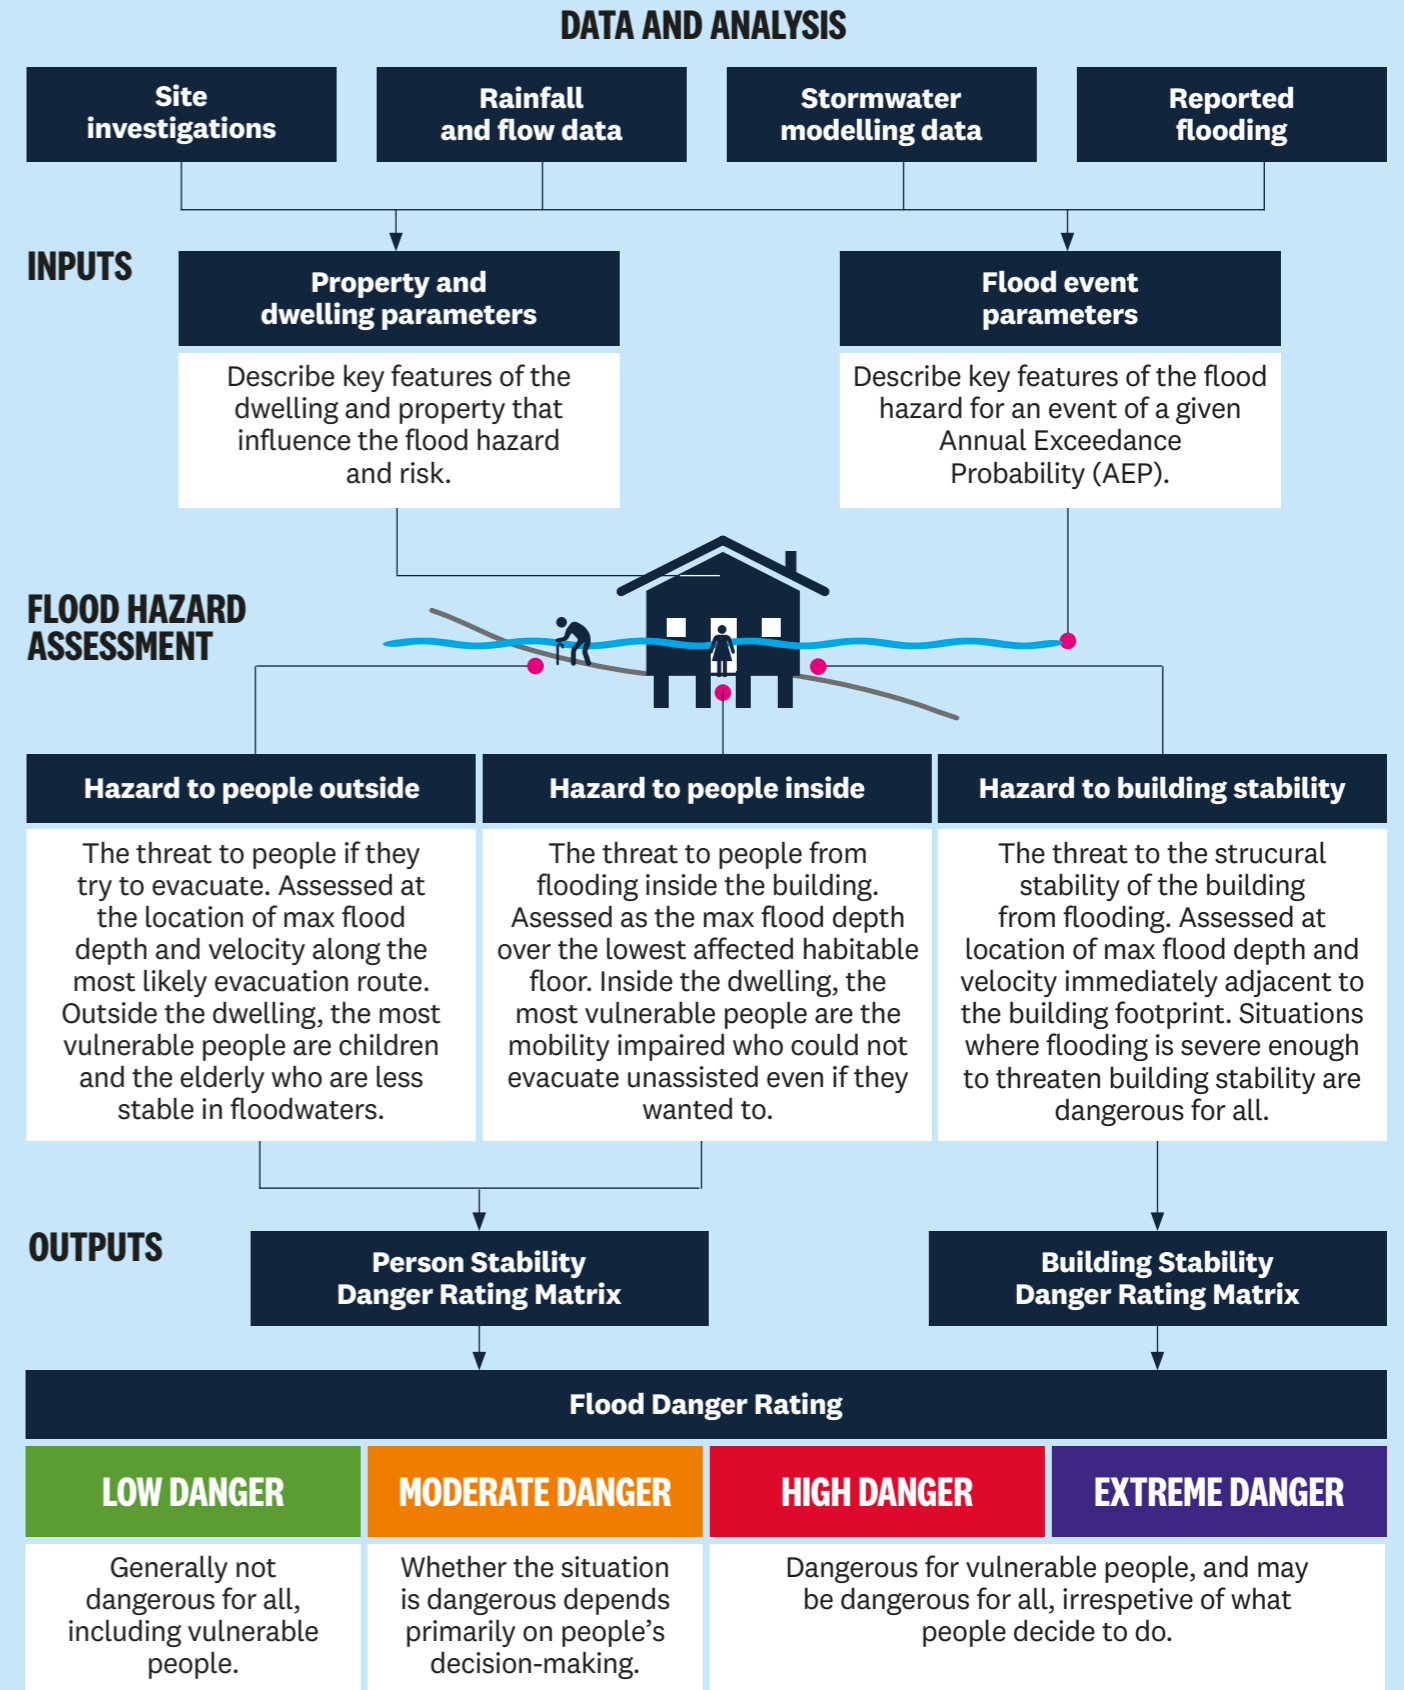 DATA AND ANALYSIS
Site
investigations
Rainfall
and flow data
Stormwater
modelling data
Reported
flooding
INPUTS
Property and
dwelling parameters
Describe key features of the
dwelling and property that
influence the flood hazard
and risk.
Flood event
parameters
Describe key features of the flood
hazard for an event of a given
Annual Exceedance
Probability (AEP).
FLOOD HAZARD
ASSESSMENT
Hazard to people outside
The threat to people if they
try to evacuate. Assessed at
the location of max flood
depth and velocity along the
most likely evacuation route.
Outside the dwelling, the most
vulnerable people are children
and the elderly who are less
stable in floodwaters.
Hazard to people inside
The threat to people from
flooding inside the building.
Asessed as the max flood depth
over the lowest affected habitable
floor. Inside the dwelling, the
most vulnerable people are the
mobility impaired who could not
evacuate unassisted even if they
wanted to.
Hazard to building stability
The threat to the strucural
stability of the building
from flooding. Assessed at
location of max flood depth and
velocity immediately adjacent to
the building footprint. Situations
where flooding is severe enough
to threaten building stability are
dangerous for all.
OUTPUTS
Person Stability
Danger Rating Matrix
Building Stability
Danger Rating Matrix
Flood Danger Rating
LOW DANGER
Generally not
dangerous for all,
including vulnerable
people.
MODERATE DANGER
Whether the situation
is dangerous depends
primarily on people's
decision-making.
HIGH DANGER
EXTREME DANGER
Dangerous for vulnerable people, and may
be dangerous for all, irrespetive of what
people decide to do.